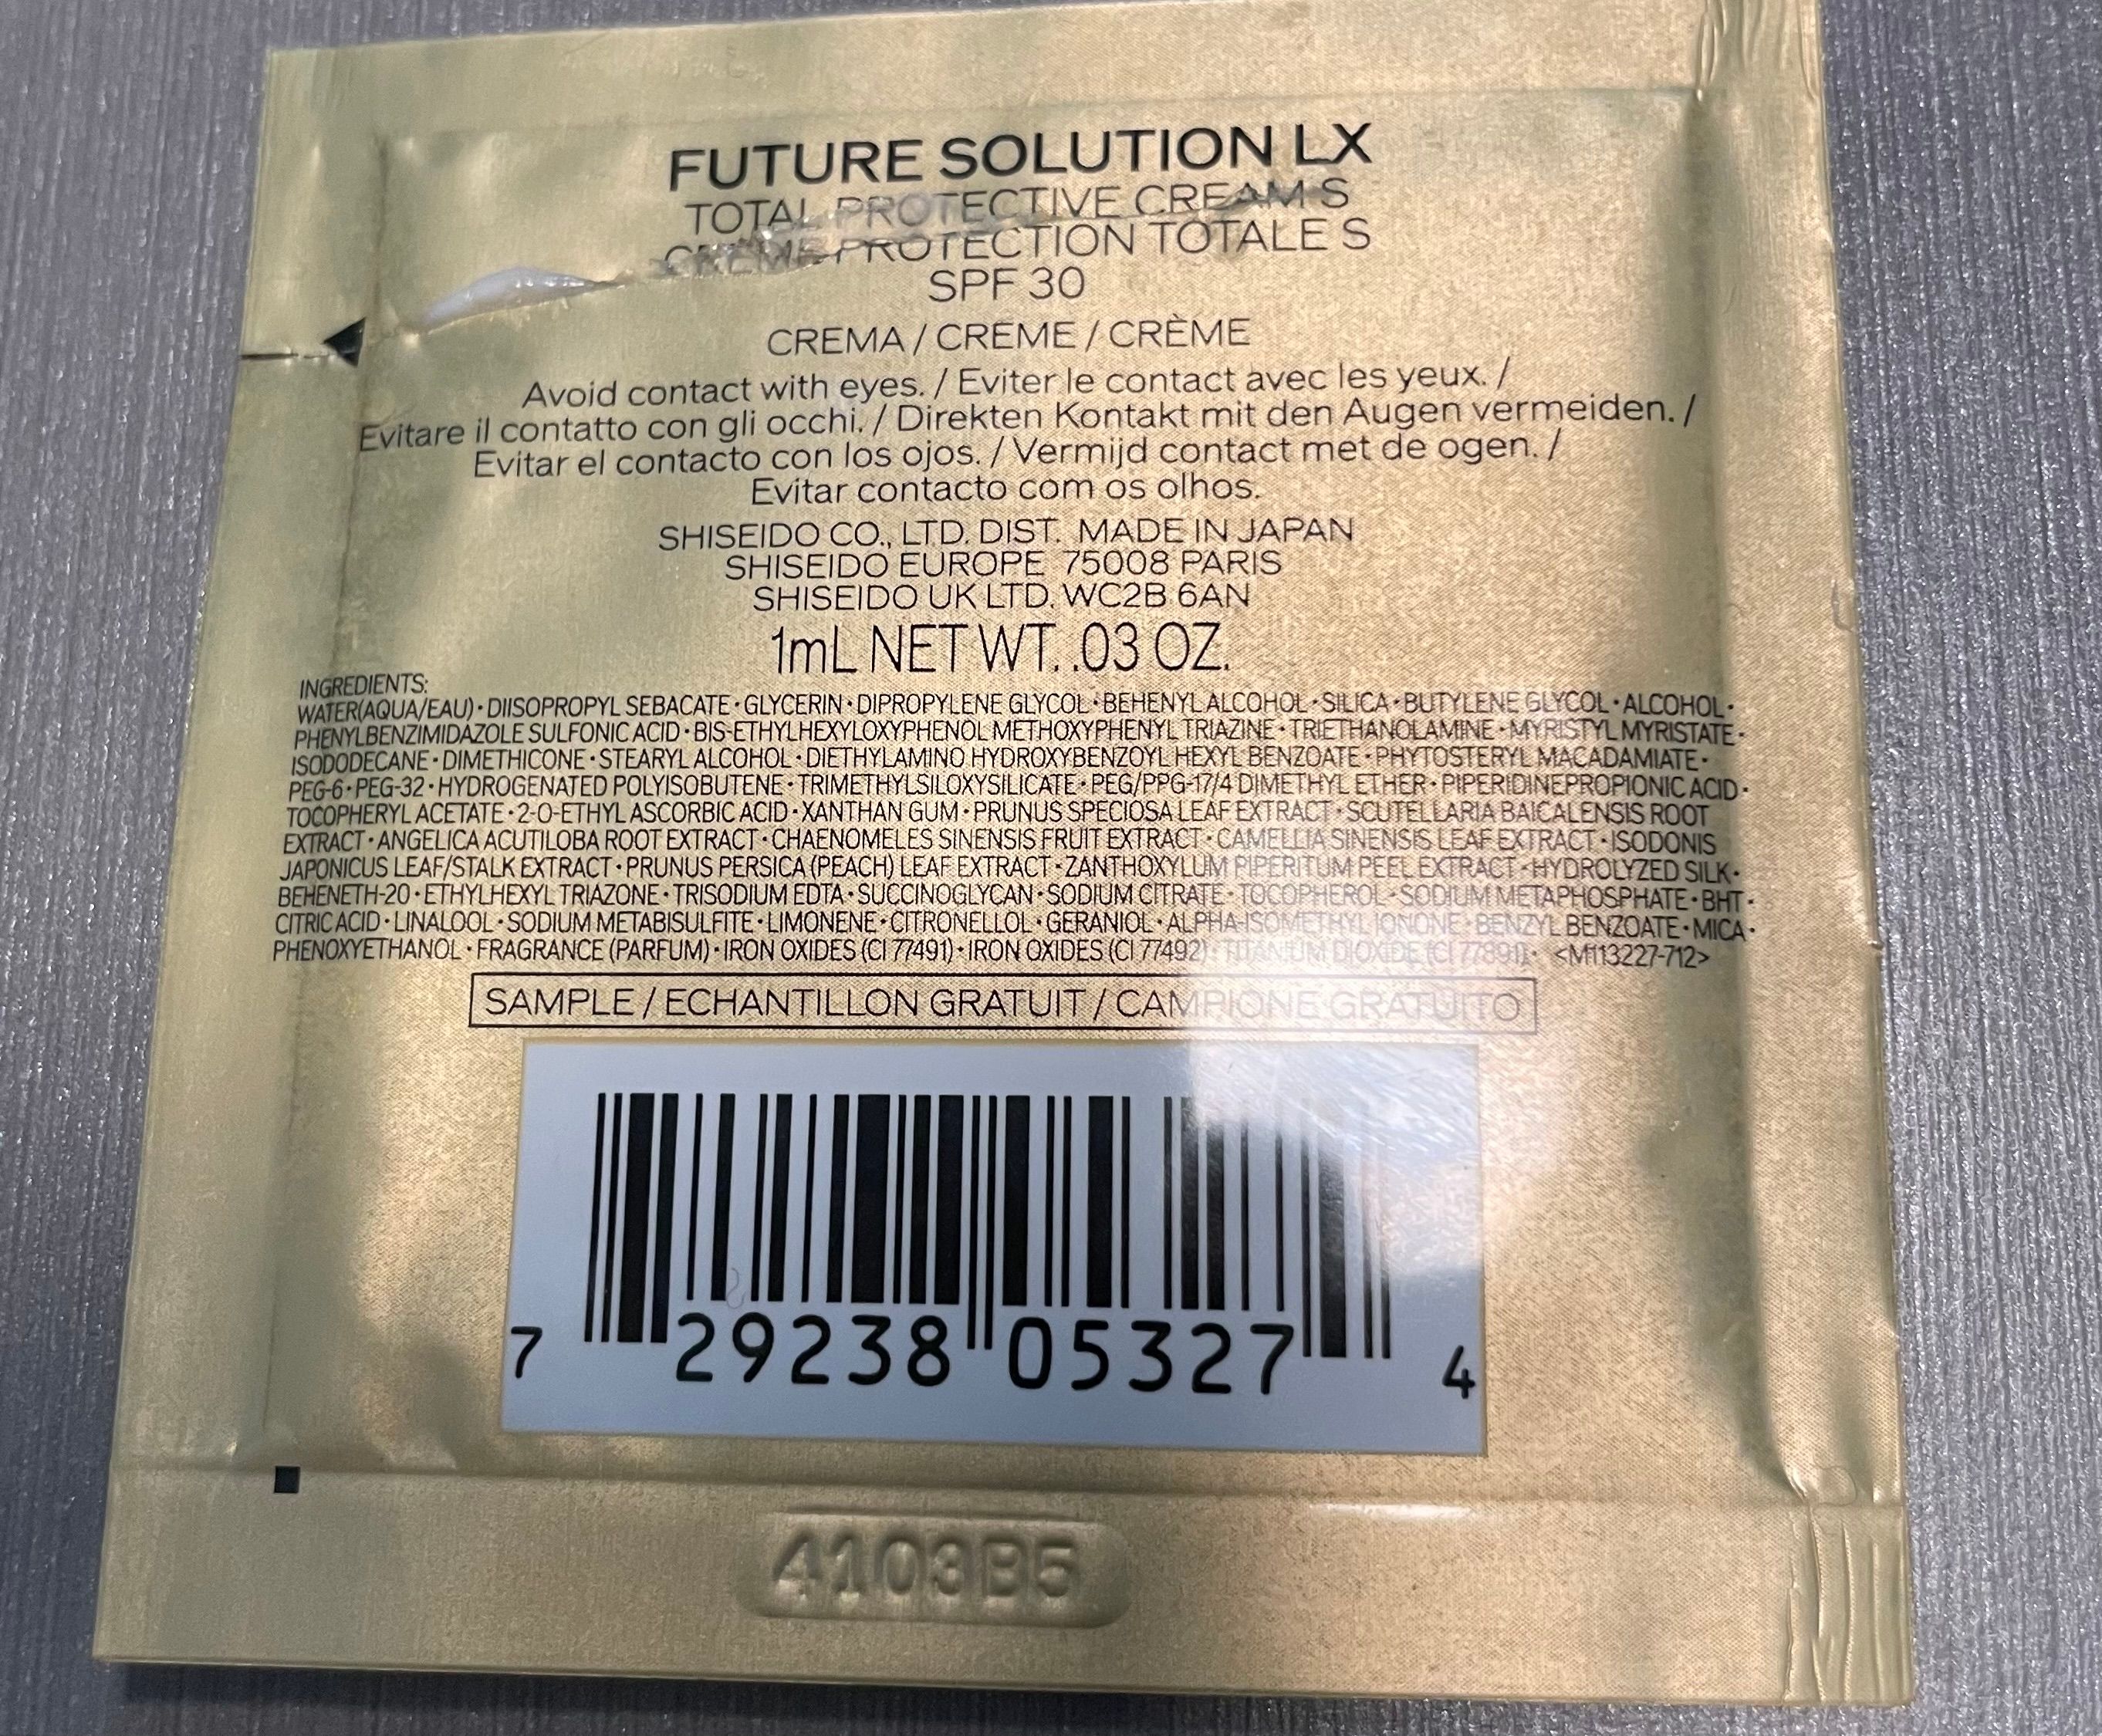 FUTURE SOLUTION LX
TOTAL PROTECTIVE CREAM S
CRÈME PROTECTION TOTALE S
SPF 30
CREMA / CREME / CRÈME
Avoid contact with eyes. / Eviter le contact avec les yeux. /
Evitare il contatto con gli occhi. / Direkten Kontakt mit den Augen vermeiden. /
Evitar el contacto con los ojos. / Vermijd contact met de ogen. /
Evitar contacto com os olhos.
SHISEIDO CO., LTD. DIST. MADE IN JAPAN
SHISEIDO EUROPE 75008 PARIS
SHISEIDO UK LTD. WC2B 6AN
1mL NET WT. .03 OZ.
INGREDIENTS:
WATER(AQUA/EAU)・DIISOPROPYL SEBACATE・GLYCERIN・DIPROPYLENE GLYCOL・BEHENYL ALCOHOL・SILICA・BUTYLENE GLYCOL・ALCOHOL・
PHENYLBENZIMIDAZOLE SULFONIC ACID・BIS-ETHYLHEXYLOXYPHENOL METHOXYPHENYL TRIAZINE・TRIETHANOLAMINE・MYRISTYL MYRISTATE・
ISODODECANE・DIMETHICONE・STEARYL ALCOHOL・DIETHYLAMINO HYDROXYBENZOYL HEXYL BENZOATE・PHYTOSTERYL MACADAMIATE・
PEG-6・PEG-32・HYDROGENATED POLYISOBUTENE・TRIMETHYLSILOXYSILICATE・PEG/PPG-17/4 DIMETHYL ETHER・PIPERIDINEPROPIONIC ACID・
TOCOPHERYL ACETATE・2-O-ETHYL ASCORBIC ACID・XANTHAN GUM・PRUNUS SPECIOSA LEAF EXTRACT・SCUTELLARIA BAICALENSIS ROOT
EXTRACT・ANGELICA ACUTILOBA ROOT EXTRACT・CHAENOMELES SINENSIS FRUIT EXTRACT・CAMELLIA SINENSIS LEAF EXTRACT・ISODONIS
JAPONICUS LEAF/STALK EXTRACT・PRUNUS PERSICA (PEACH) LEAF EXTRACT・ZANTHOXYLUM PIPERITUM PEEL EXTRACT・HYDROLYZED SILK・
BEHENETH-20・ETHYLHEXYL TRIAZONE・TRISODIUM EDTA・SUCCINOGLYCAN・SODIUM CITRATE・TOCOPHEROL・SODIUM METAPHOSPHATE・BHT・
CITRIC ACID・LINALOOL・SODIUM METABISULFITE・LIMONENE・CITRONELLOL・GERANIOL・ALPHA-ISOMETHYL IONONE・BENZYL BENZOATE・MICA・
PHENOXYETHANOL・FRAGRANCE (PARFUM)・IRON OXIDES (CI 77491)・IRON OXIDES (CI 77492)・TITANIUM DIOXIDE (CI 77891)・ <M113227-712>
SAMPLE / ECHANTILLON GRATUIT / CAMPIONE GRATUITO
7 29238 05327 4
4103B5